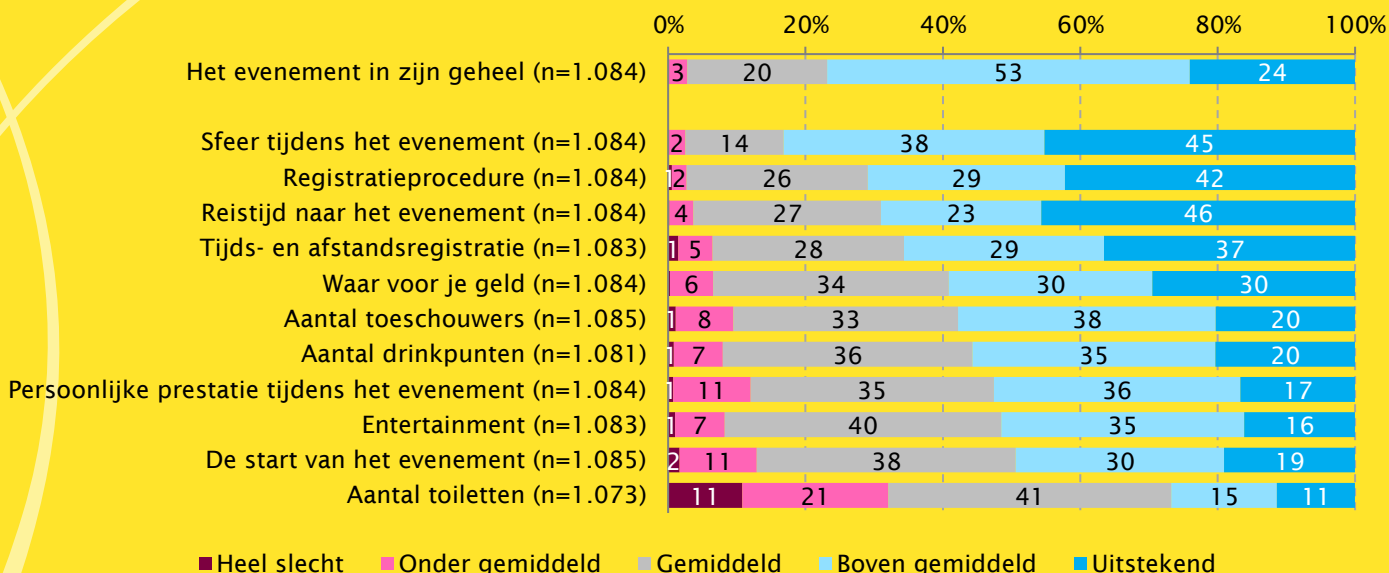 0% 20% 40% 60% 80% 100%
Het evenement in zijn geheel (n=1.084) 3 20 53 24
Sfeer tijdens het evenement (n=1.084) 2 14 38 45
Registratieprocedure (n=1.084) 1 2 26 29 42
Reistijd naar het evenement (n=1.084) 4 27 23 46
Tijds- en afstandsregistratie (n=1.083) 1 5 28 29 37
Waar voor je geld (n=1.084) 6 34 30 30
Aantal toeschouwers (n=1.085) 1 8 33 38 20
Aantal drinkpunten (n=1.081) 1 7 36 35 20
Persoonlijke prestatie tijdens het evenement (n=1.084) 1 11 35 36 17
Entertainment (n=1.083) 1 7 40 35 16
De start van het evenement (n=1.085) 2 11 38 30 19
Aantal toiletten (n=1.073) 11 21 41 15 11
Heel slecht Onder gemiddeld Gemiddeld Boven gemiddeld Uitstekend